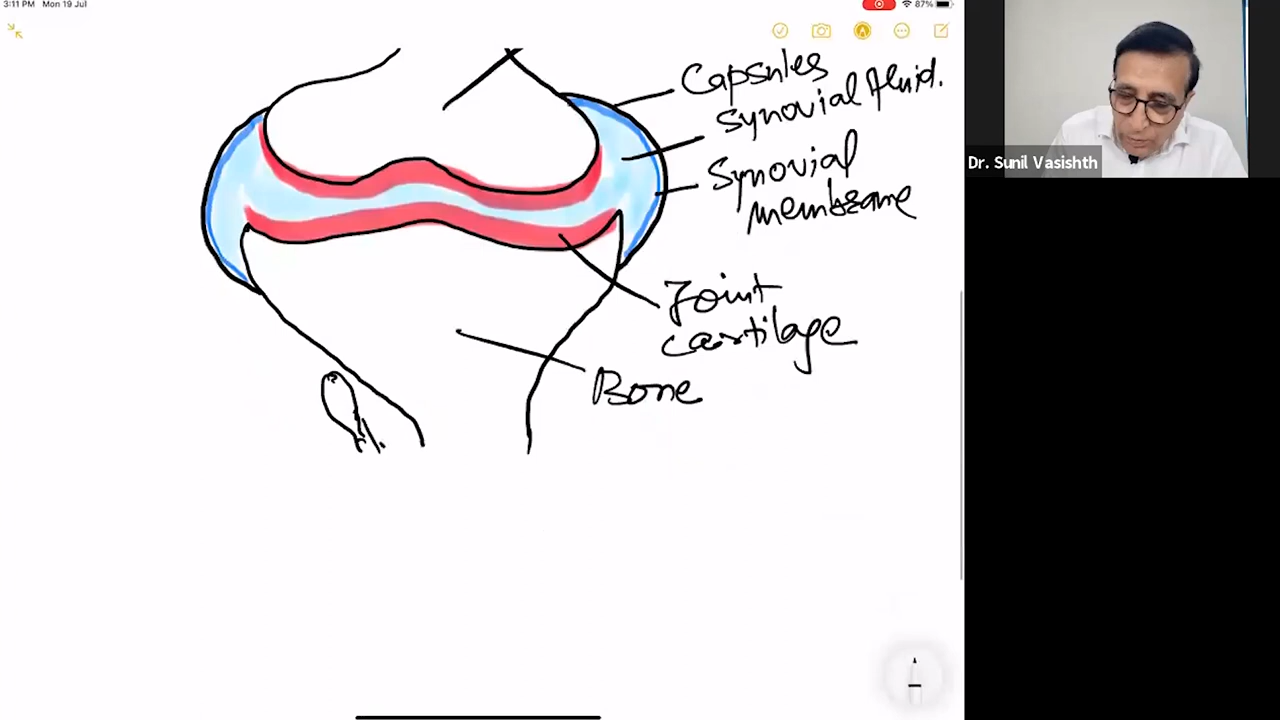 3:11 PM Mon 19 Jul
87%
Capsules
Synovial fluid.
Synovial
membrane
Joint
cartilage
Bone
Dr. Sunil Vasishth